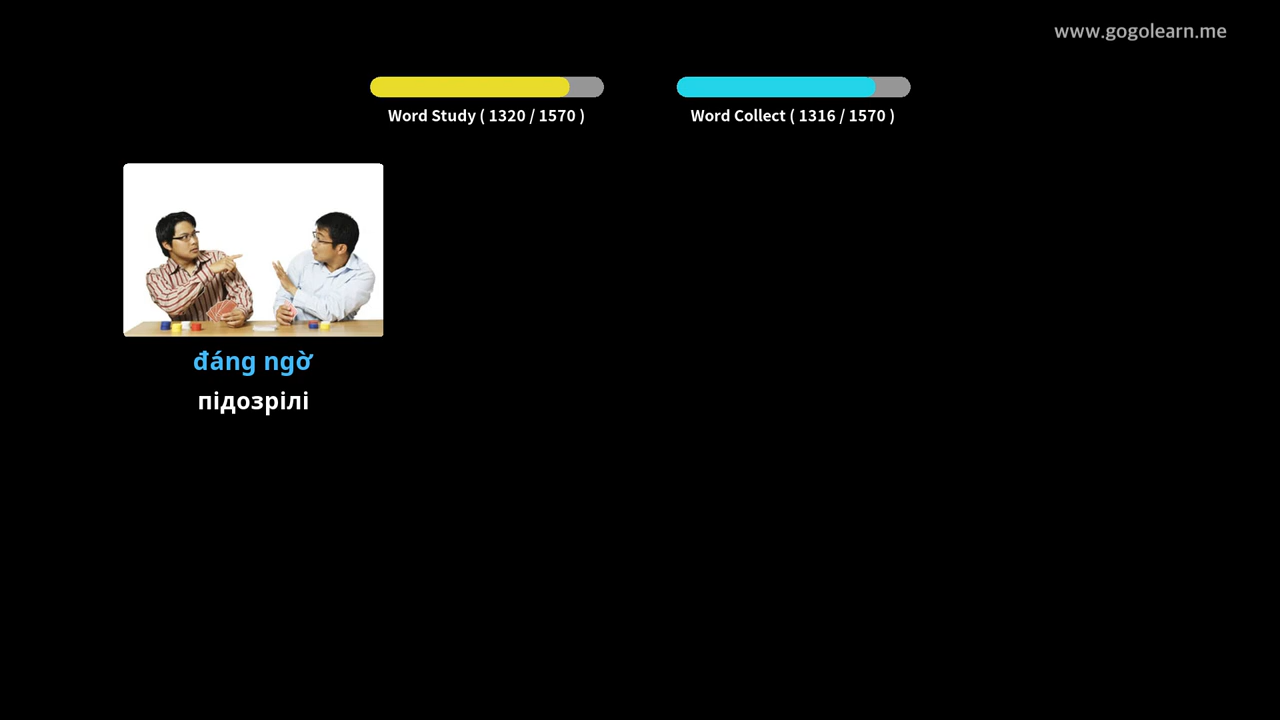 www.gogolearn.me
Word Study ( 1320 / 1570 )
Word Collect ( 1316 / 1570 )
đáng ngờ
підозрілі